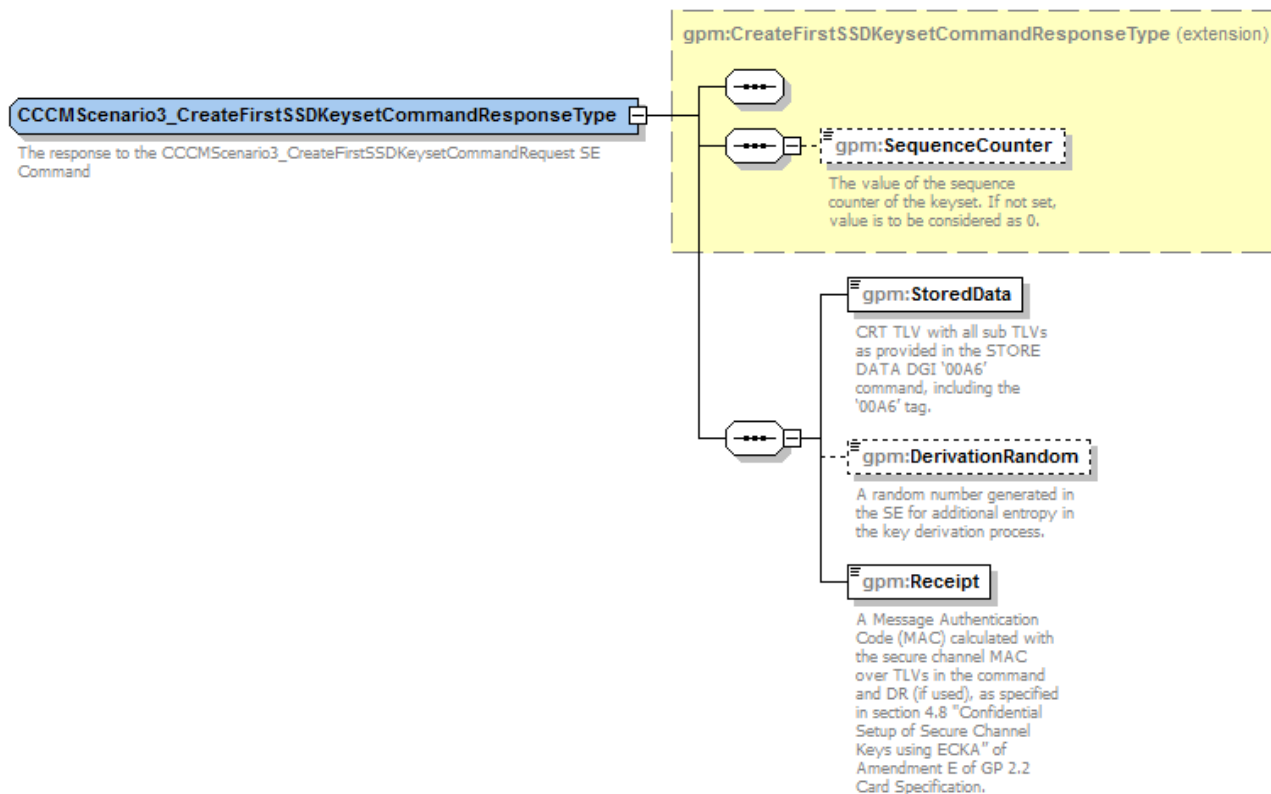 gpm:CreateFirstSSDKeysetCommandResponseType (extension)
CCCMScenario3_CreateFirstSSDKeysetCommandResponseType
The response to the CCCMScenario3_CreateFirstSSDKeysetCommandRequest SE
Command
gpm:SequenceCounter
The value of the sequence
counter of the keyset. If not set,
value is to be considered as 0.
gpm:StoredData
CRT TLV with all sub TLVs
as provided in the STORE
DATA DGI ‘00A6’
command, including the
‘00A6’ tag.
gpm:DerivationRandom
A random number generated in
the SE for additional entropy in
the key derivation process.
gpm:Receipt
A Message Authentication
Code (MAC) calculated with
the secure channel MAC
over TLVs in the command
and DR (if used), as specified
in section 4.8 "Confidential
Setup of Secure Channel
Keys using ECKA” of
Amendment E of GP 2.2
Card Specification.